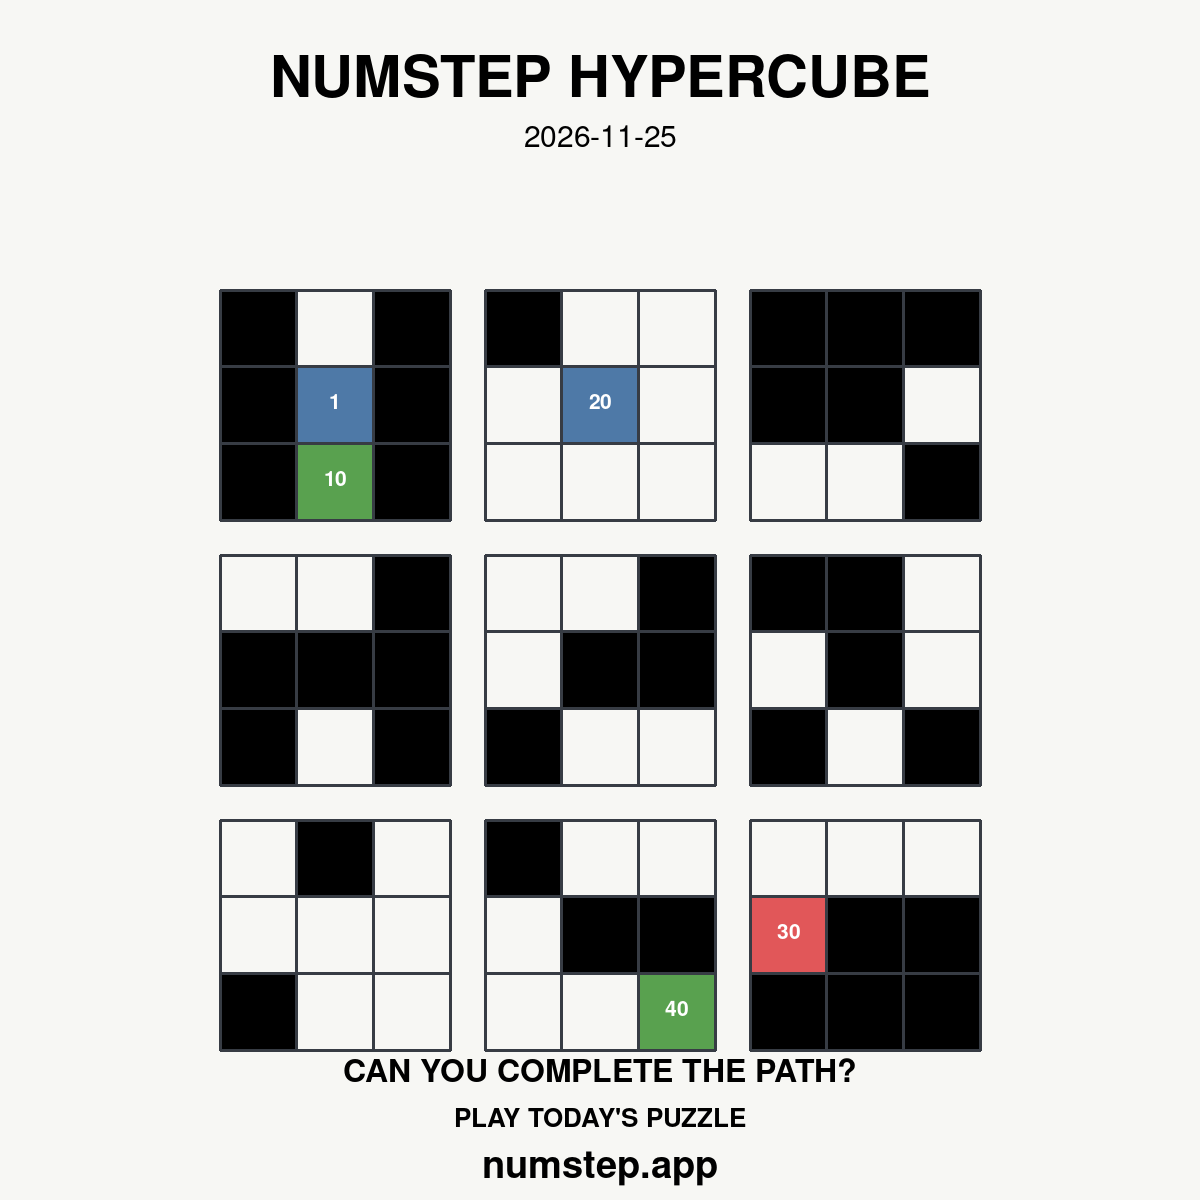 NUMSTEP HYPERCUBE
2026-11-25
1
20
10
30
40
CAN YOU COMPLETE THE PATH?
PLAY TODAY'S PUZZLE
numstep.app